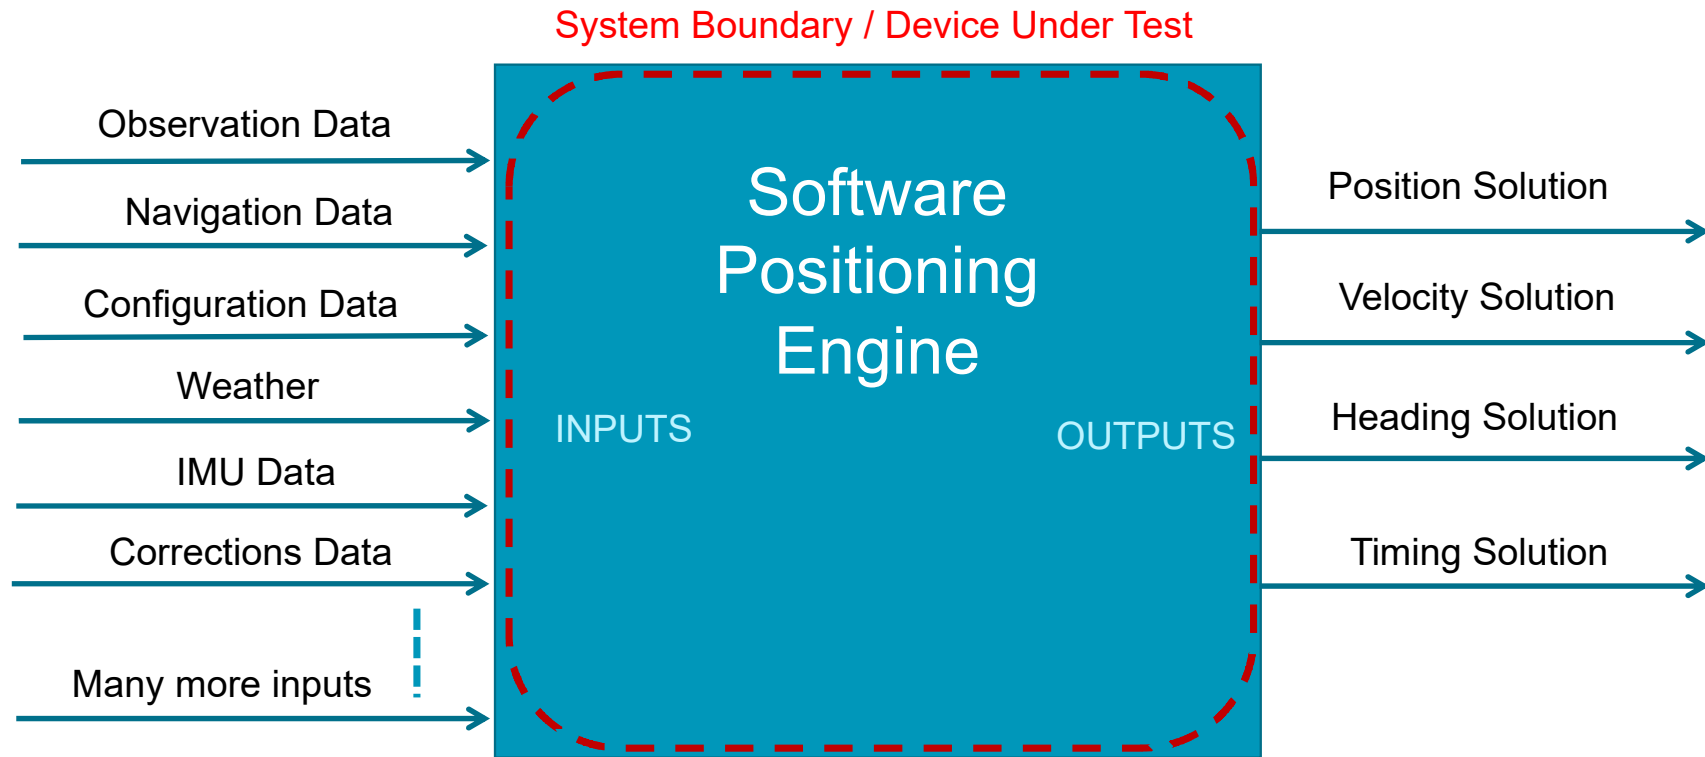 System Boundary / Device Under Test
Observation Data
Navigation Data
Configuration Data
Weather
IMU Data
Corrections Data
Many more inputs
Software
Positioning
Engine
INPUTS
OUTPUTS
Position Solution
Velocity Solution
Heading Solution
Timing Solution